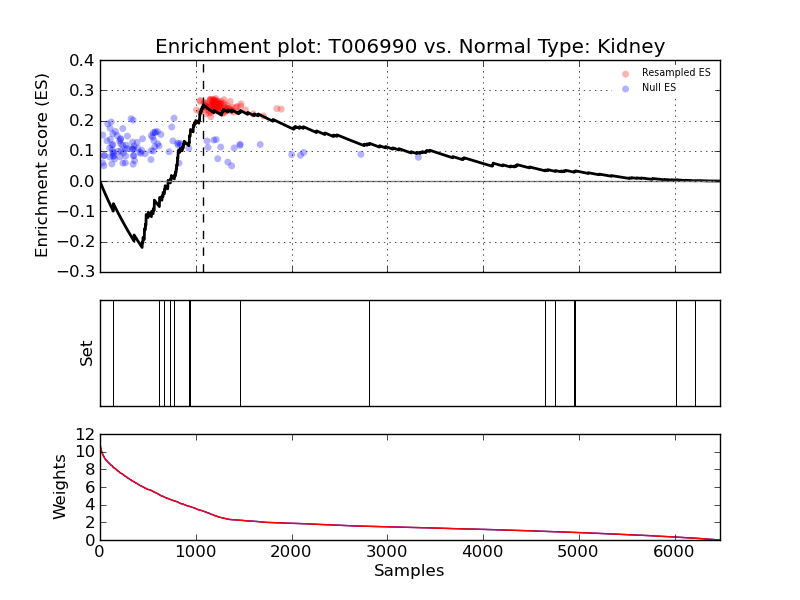 Enrichment plot: T006990 vs. Normal Type: Kidney
Enrichment score (ES)
0.4
0.3
0.2
0.1
0.0
−0.1
−0.2
−0.3
Resampled ES
Null ES
Set
Weights
12
10
8
6
4
2
0
0 1000 2000 3000 4000 5000 6000
Samples